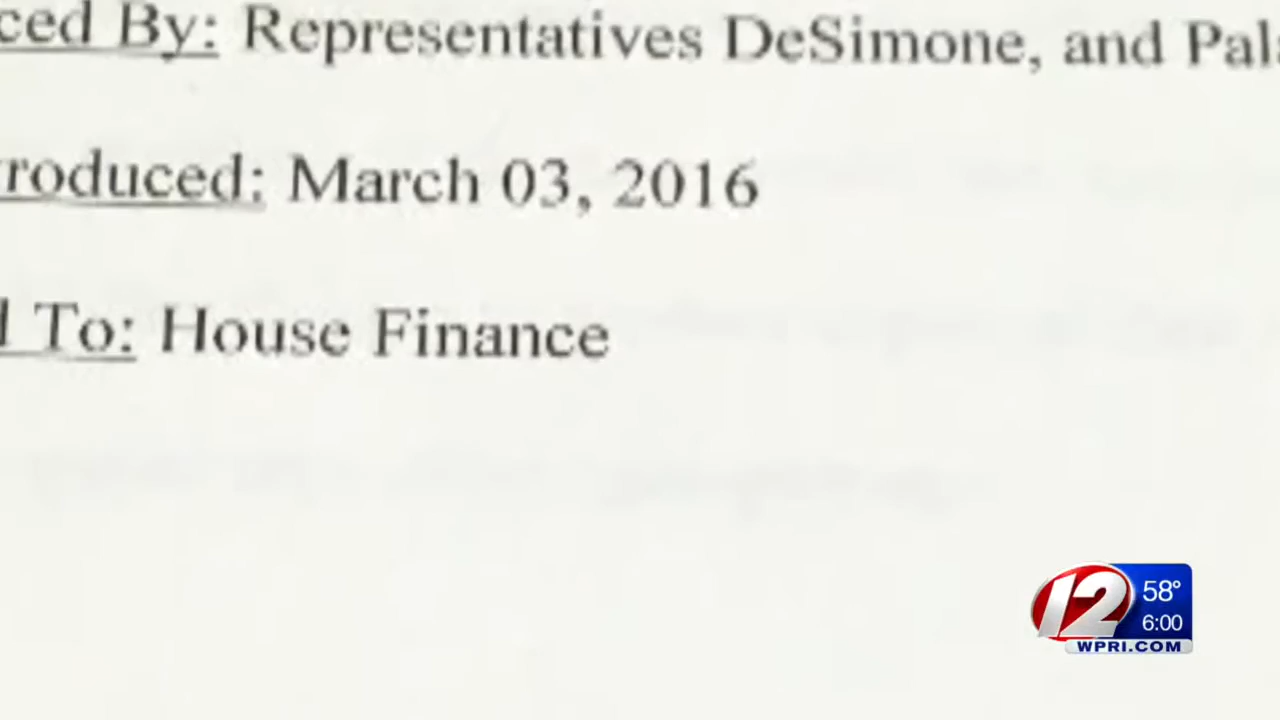 ced By: Representatives DeSimone, and Pal
roduced: March 03, 2016
d To: House Finance
12 58°
6:00
WPRI.COM